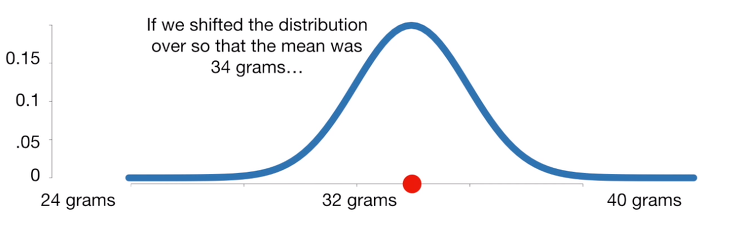 If we shifted the distribution
over so that the mean was
34 grams…
0.15
0.1
.05
0
24 grams
32 grams
40 grams